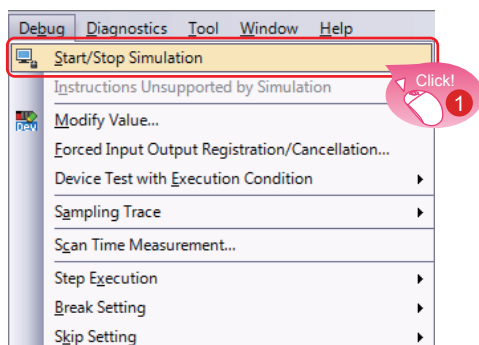 Debug Diagnostics Tool Window Help
Start/Stop Simulation
Instructions Unsupported by Simulation
Click!
1
Modify Value...
DEV
Forced Input Output Registration/Cancellation...
Device Test with Execution Condition
Sampling Trace
Scan Time Measurement...
Step Execution
Break Setting
Skip Setting